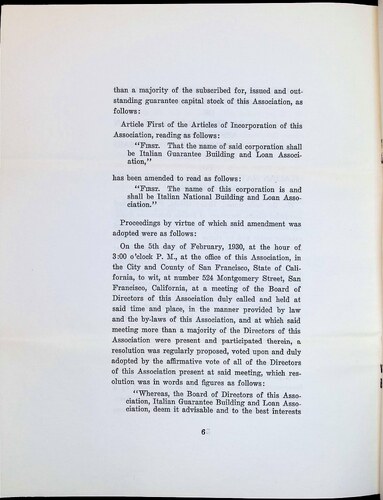 than a majority of the subscribed for, issued and out-
standing guarantee capital stock of this Association, as
follows:
Article First of the Articles of Incorporation of this
Association, reading as follows:
"First. That the name of said corporation shall
be Italian Guarantee Building and Loan Associ-
ation,"
has been amended to read as follows:
"First. The name of this corporation is and
shall be Italian National Building and Loan Asso-
ciation."
Proceedings by virtue of which said amendment was
adopted were as follows:
On the 5th day of February, 1930, at the hour of
3:00 o'clock P. M., at the office of this Association, in
the City and County of San Francisco, State of Cali-
fornia, to wit, at number 524 Montgomery Street, San
Francisco, California, at a meeting of the Board of
Directors of this Association duly called and held at
said time and place, in the manner provided by law
and the by-laws of this Association, and at which said
meeting more than a majority of the Directors of this
Association were present and participated therein, a
resolution was regularly proposed, voted upon and duly
adopted by the affirmative vote of all of the Directors
of this Association present at said meeting, which res-
olution was in words and figures as follows:
"Whereas, the Board of Directors of this Asso-
ciation, Italian Guarantee Building and Loan Asso-
ciation, deem it advisable and to the best interests
6